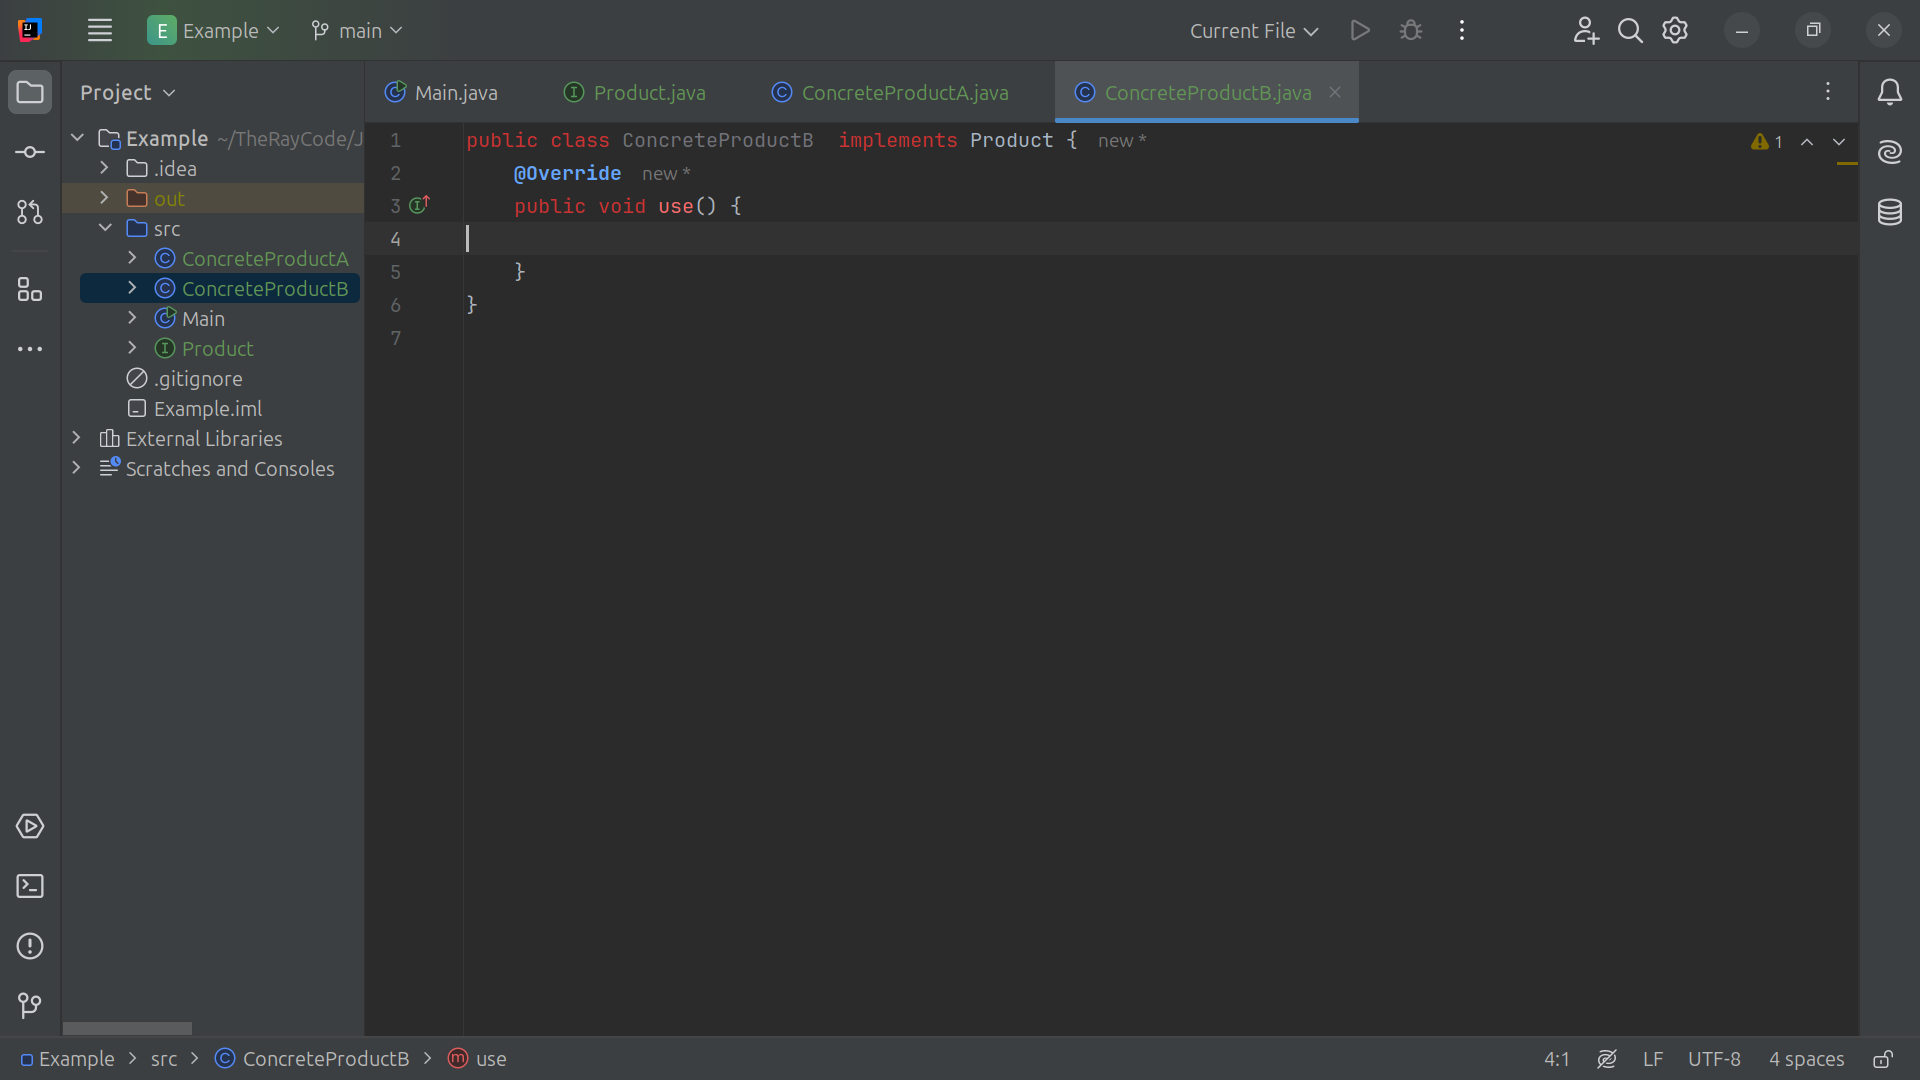 E Example main Current File
Project
Main.java Product.java ConcreteProductA.java ConcreteProductB.java
Example ~/TheRayCode/J
.idea
out
src
ConcreteProductA
ConcreteProductB
Main
Product
.gitignore
Example.iml
External Libraries
Scratches and Consoles
1 public class ConcreteProductB  implements Product { new *
2 @Override new *
3 public void use() {
4
5 }
6 }
7
1
Example > src > ConcreteProductB > use
4:1 LF UTF-8 4 spaces